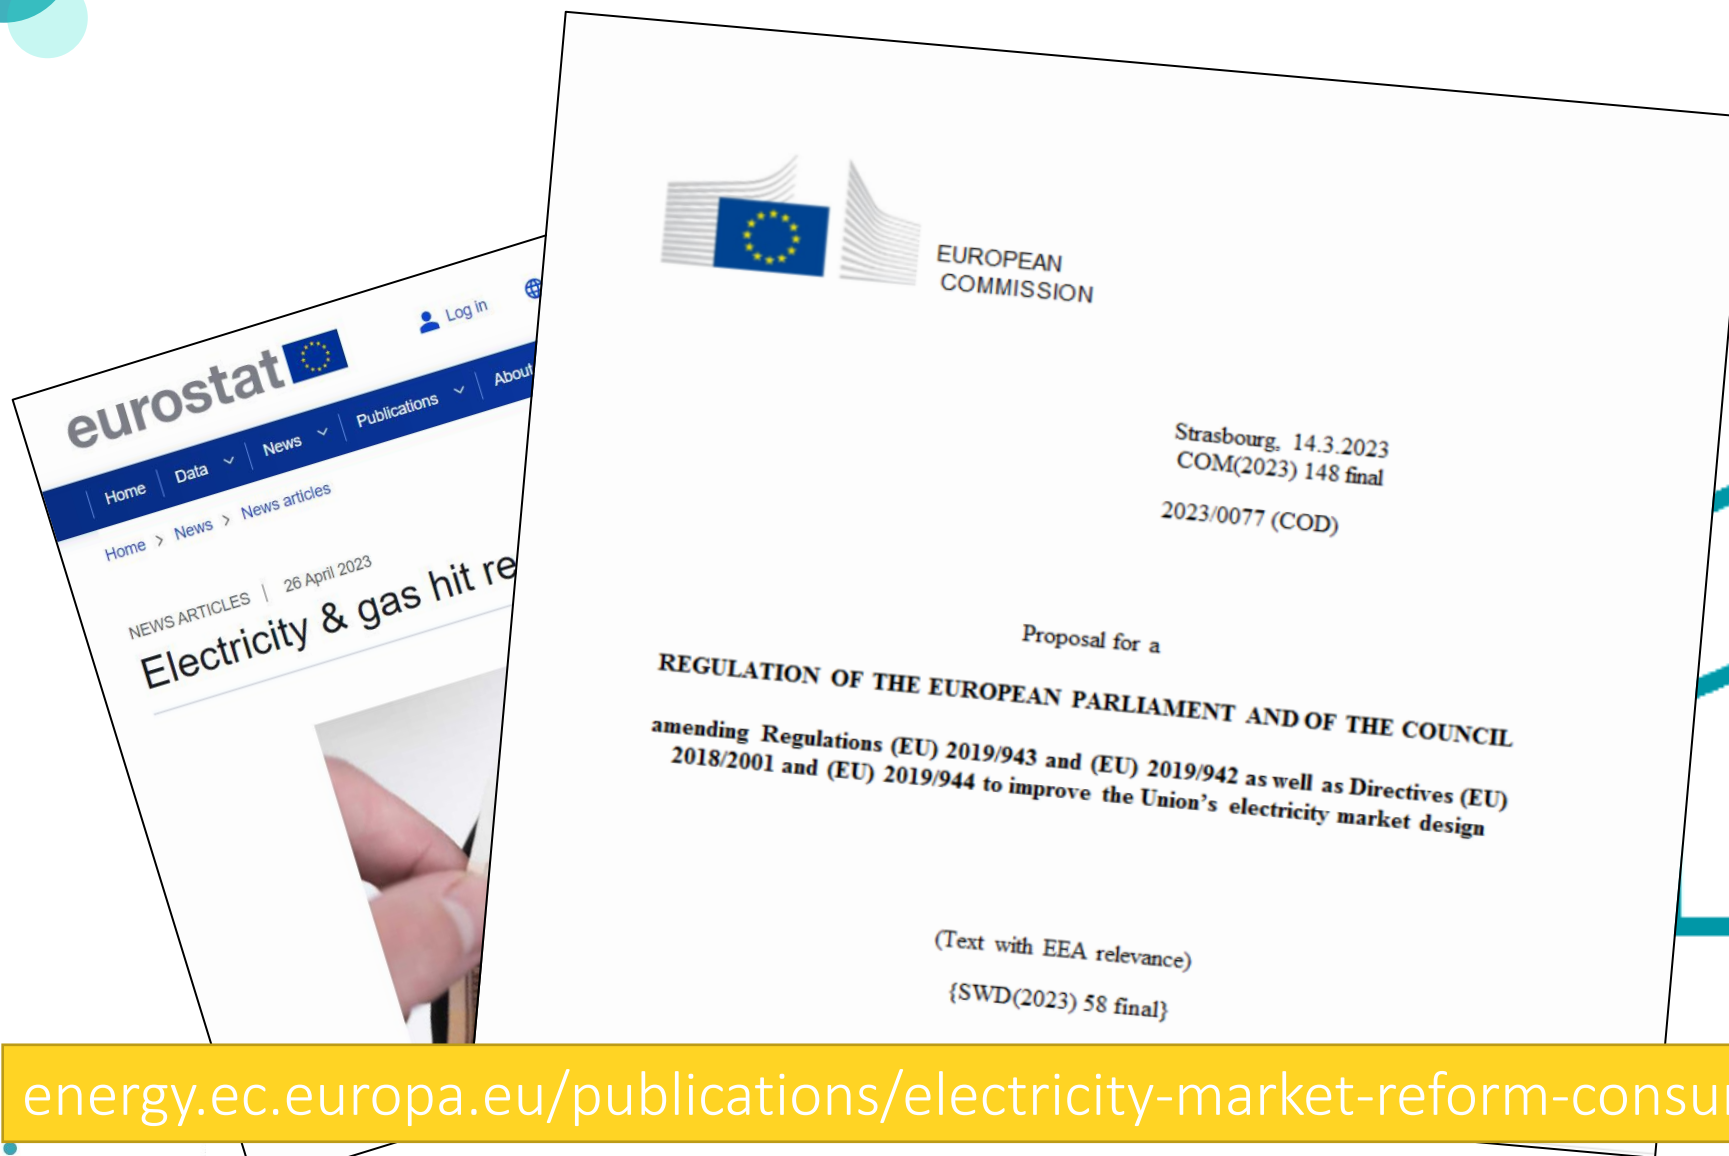 eurostat
Log in
Home
Data
News
Publications
About
Home > News > News articles
NEWS ARTICLES | 26 April 2023
Electricity & gas hit
EUROPEAN
COMMISSION
Strasbourg, 14.3.2023
COM(2023) 148 final
2023/0077 (COD)
Proposal for a
REGULATION OF THE EUROPEAN PARLIAMENT AND OF THE COUNCIL
amending Regulations (EU) 2019/943 and (EU) 2019/942 as well as Directives (EU)
2018/2001 and (EU) 2019/944 to improve the Union’s electricity market design
(Text with EEA relevance)
{SWD(2023) 58 final}
energy.ec.europa.eu/publications/electricity-market-reform-consu